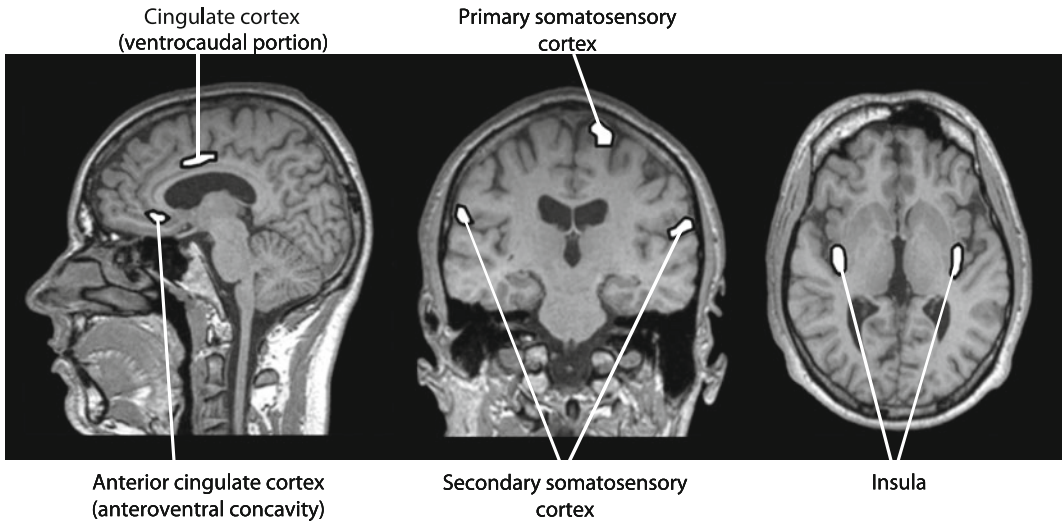 Cingulate cortex
(ventrocaudal portion)
Primary somatosensory
cortex
Anterior cingulate cortex
(anteroventral concavity)
Secondary somatosensory
cortex
Insula